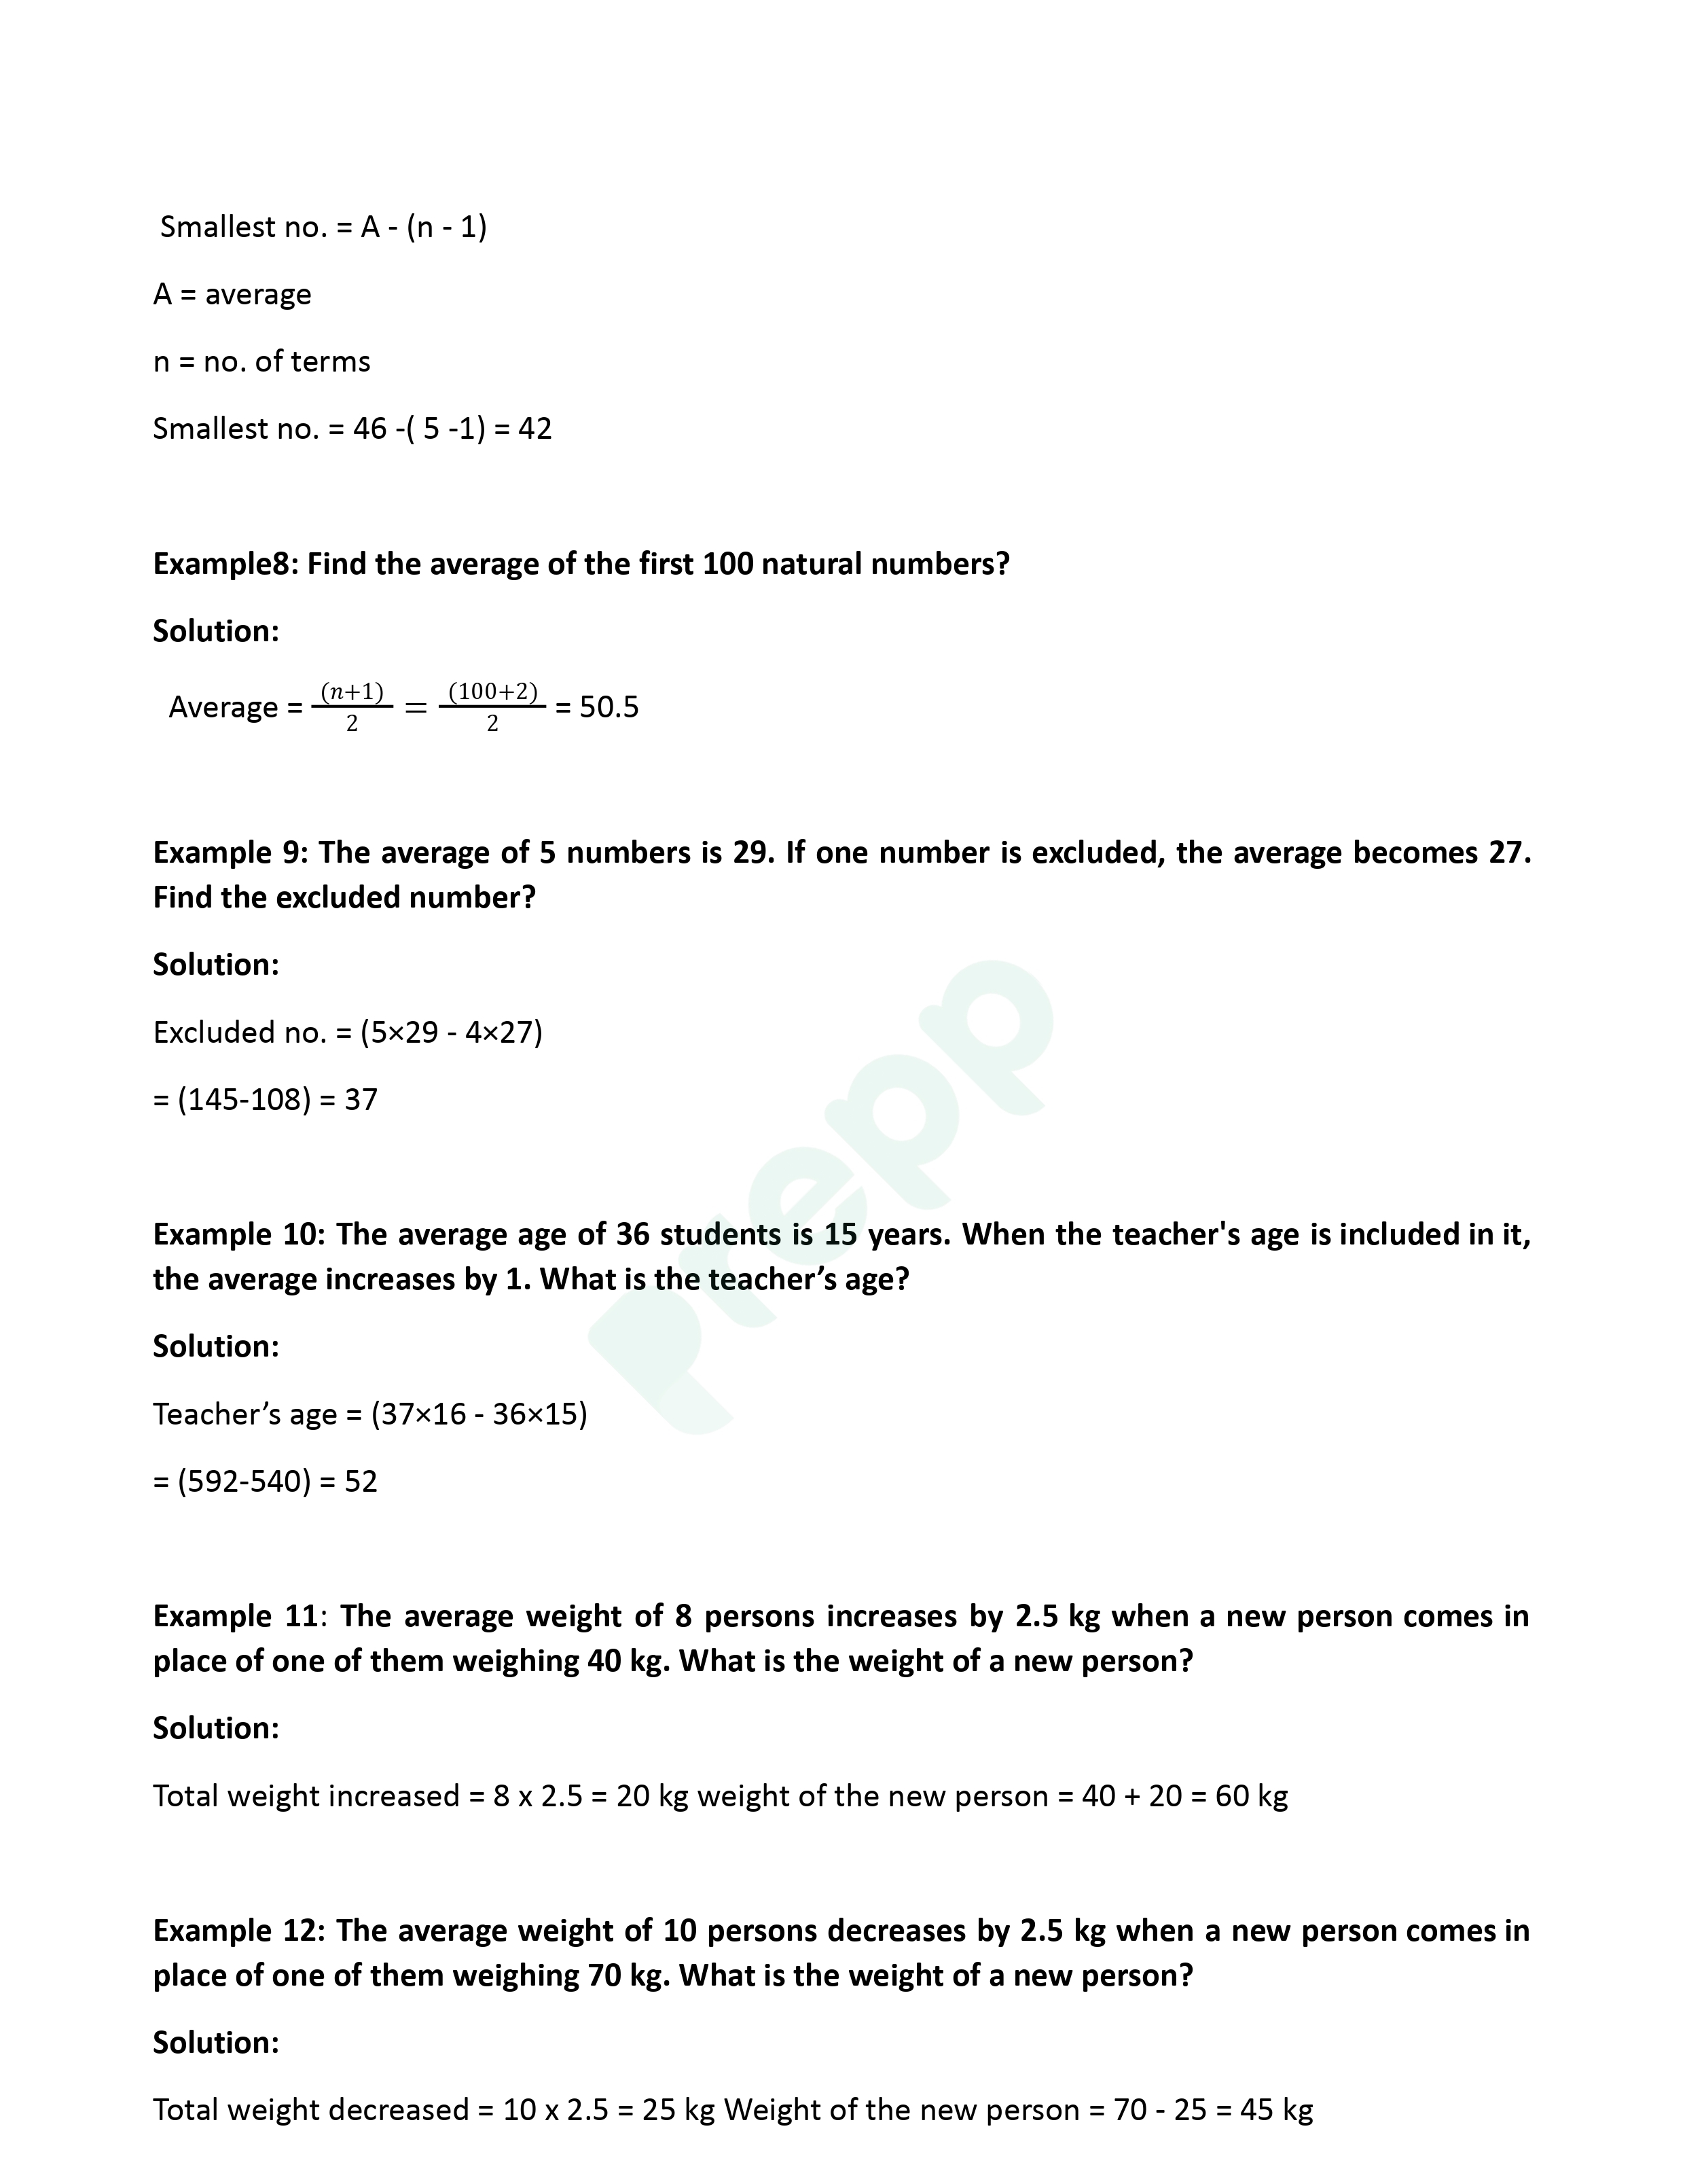 Smallest no. = A - (n - 1)
A = average
n = no. of terms
Smallest no. = 46 -( 5 -1) = 42
Example8: Find the average of the first 100 natural numbers?
Solution:
Average = (n+1)/2 = (100+2)/2 = 50.5
Example 9: The average of 5 numbers is 29. If one number is excluded, the average becomes 27.
Find the excluded number?
Solution:
Excluded no. = (5×29 - 4×27)
= (145-108) = 37
Example 10: The average age of 36 students is 15 years. When the teacher's age is included in it,
the average increases by 1. What is the teacher’s age?
Solution:
Teacher’s age = (37×16 - 36×15)
= (592-540) = 52
Example 11: The average weight of 8 persons increases by 2.5 kg when a new person comes in
place of one of them weighing 40 kg. What is the weight of a new person?
Solution:
Total weight increased = 8 x 2.5 = 20 kg weight of the new person = 40 + 20 = 60 kg
Example 12: The average weight of 10 persons decreases by 2.5 kg when a new person comes in
place of one of them weighing 70 kg. What is the weight of a new person?
Solution:
Total weight decreased = 10 x 2.5 = 25 kg Weight of the new person = 70 - 25 = 45 kg
prepp